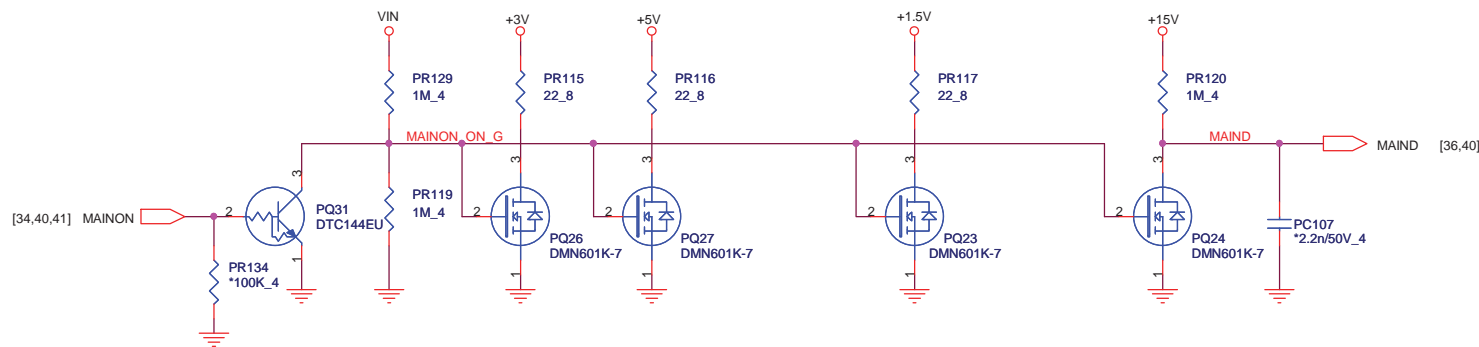 VIN
+3V
+5V
+1.5V
+15V
PR129
1M_4
PR115
22_8
PR116
22_8
PR117
22_8
PR120
1M_4
MAINON_ON_G
MAIND
MAIND [36,40]
3
3
3
3
3
[34,40,41] MAINON
2
PQ31
DTC144EU
PR119
1M_4
2
PQ26
DMN601K-7
2
PQ27
DMN601K-7
2
PQ23
DMN601K-7
2
PQ24
DMN601K-7
PC107
*2.2n/50V_4
PR134
*100K_4
1
1
1
1
1